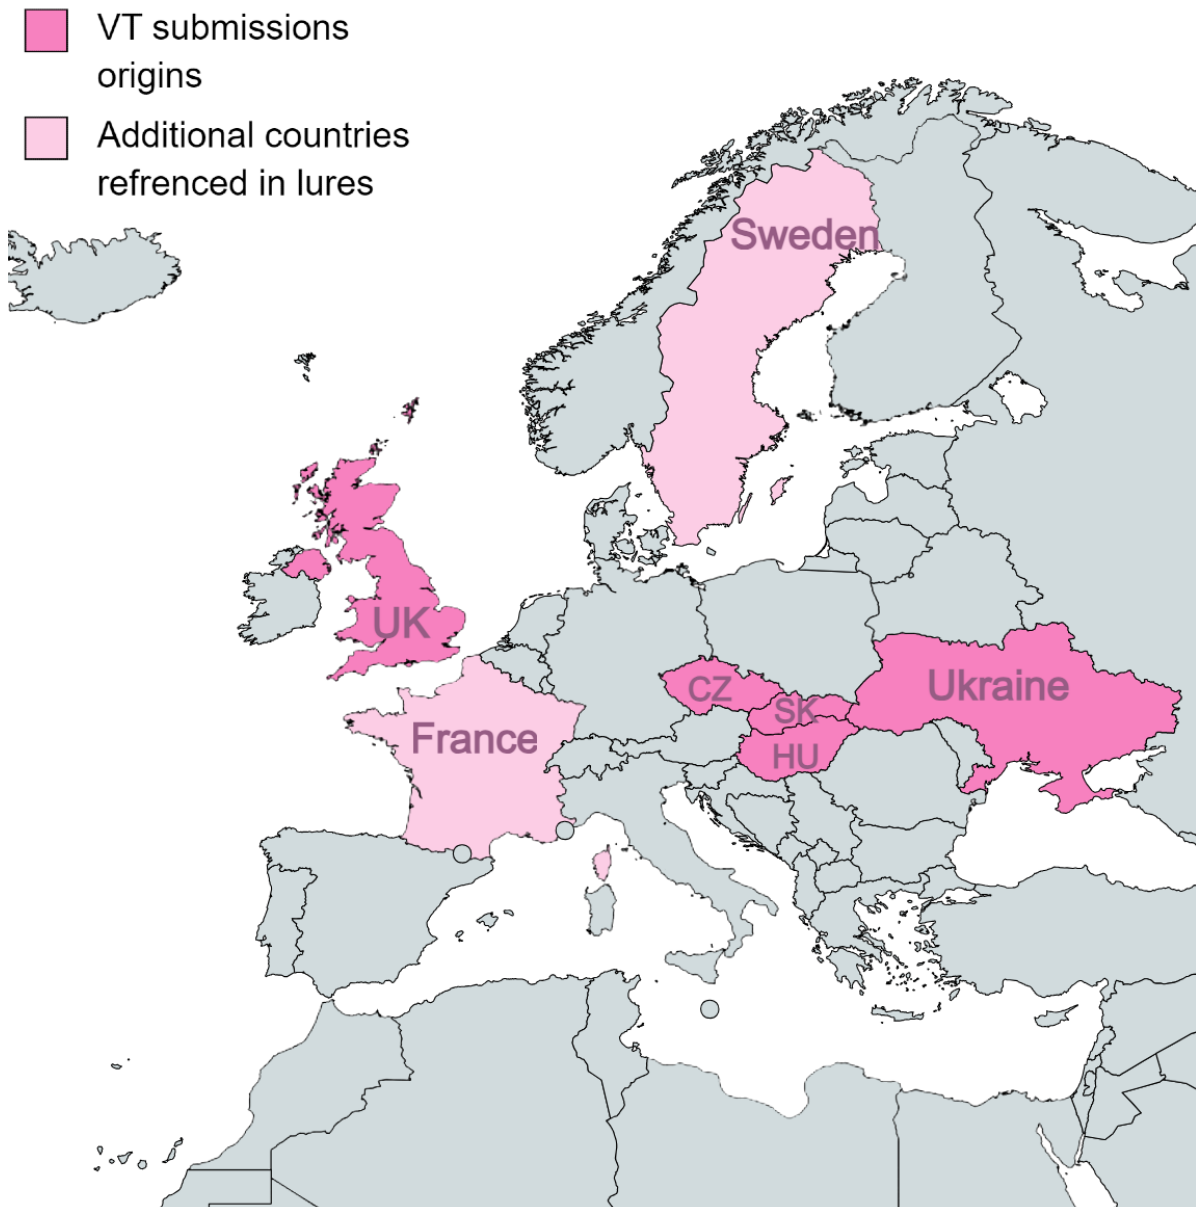 VT submissions
origins
Additional countries
refrenced in lures
Sweden
UK
CZ
Ukraine
SK
France
HU